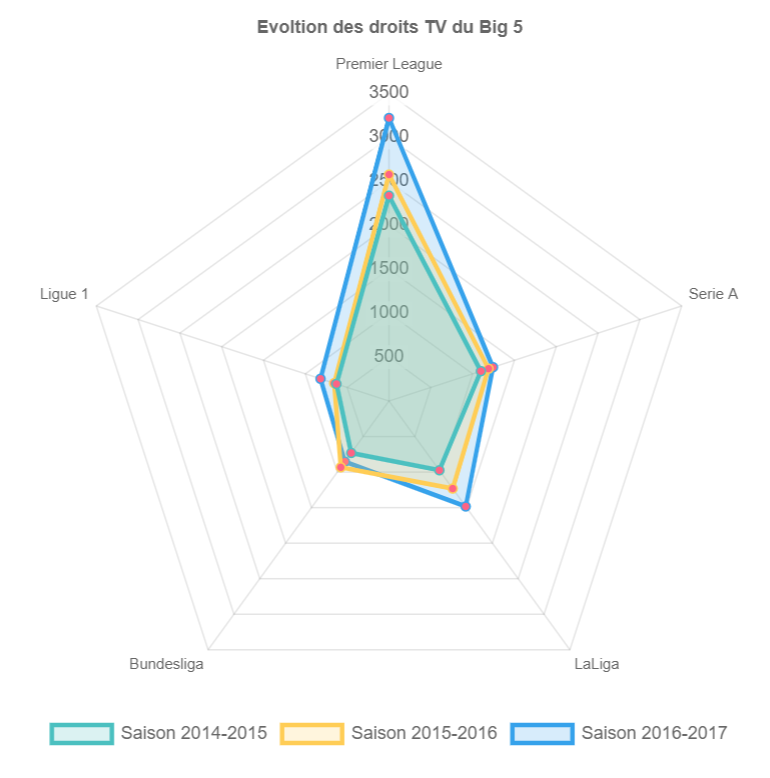 Evoltion des droits TV du Big 5
Premier League
3500
3000
2500
2000
1500
1000
500
Ligue 1
Serie A
Bundesliga
LaLiga
Saison 2014-2015
Saison 2015-2016
Saison 2016-2017